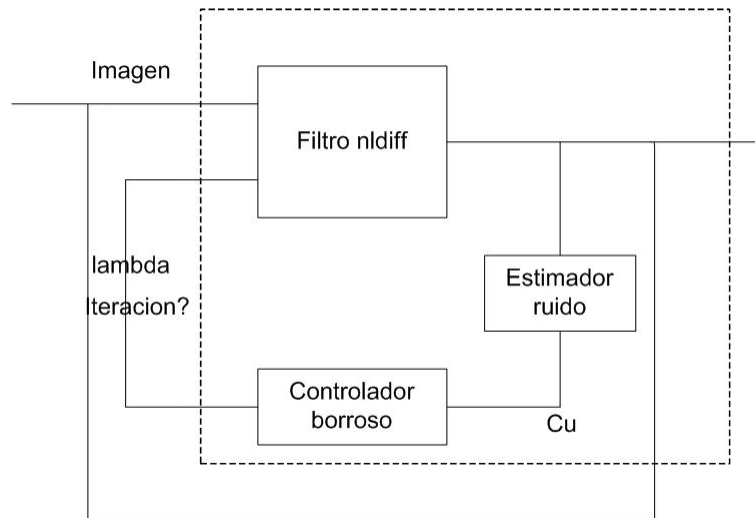 Imagen
Filtro nldiff
lambda
Iteracion?
Estimador
ruido
Controlador
borroso
Cu